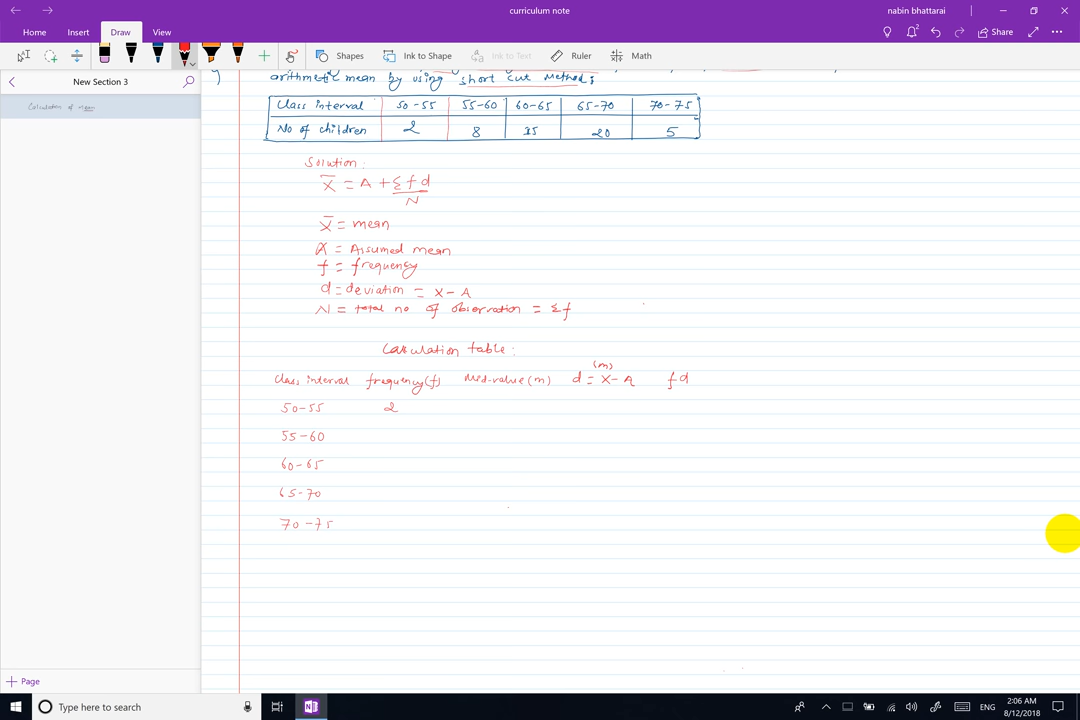 curriculum note
nabin bhattarai
Home Insert Draw View
Shapes Ink to Shape Ink to Text Ruler Math
Share
New Section 3
Calculation of mean
arithmetic mean by using short cut Method:
Class interval 50-55 55-60 60-65 65-70 70-75
No of children 2 8 15 20 5
Solution:
X̄ = A + Σfd
N
X̄ = mean
A = Assumed mean
f = frequency
d = deviation = X-A
N = total no of observation = Σf
Calculation table:
(m)
Class interval frequency(f) Mid-value(m) d = X-A fd
50-55 2
55-60
60-65
65-70
70-75
Page
Type here to search
ENG
2:06 AM
8/12/2018